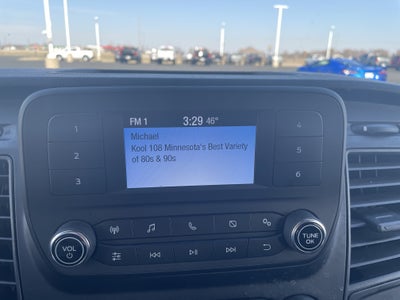 FM 1 3:29 46°
Michael
Kool 108 Minnesota's Best Variety
of 80s & 90s
1 4
2 5
3 6
VOL
TUNE
OK